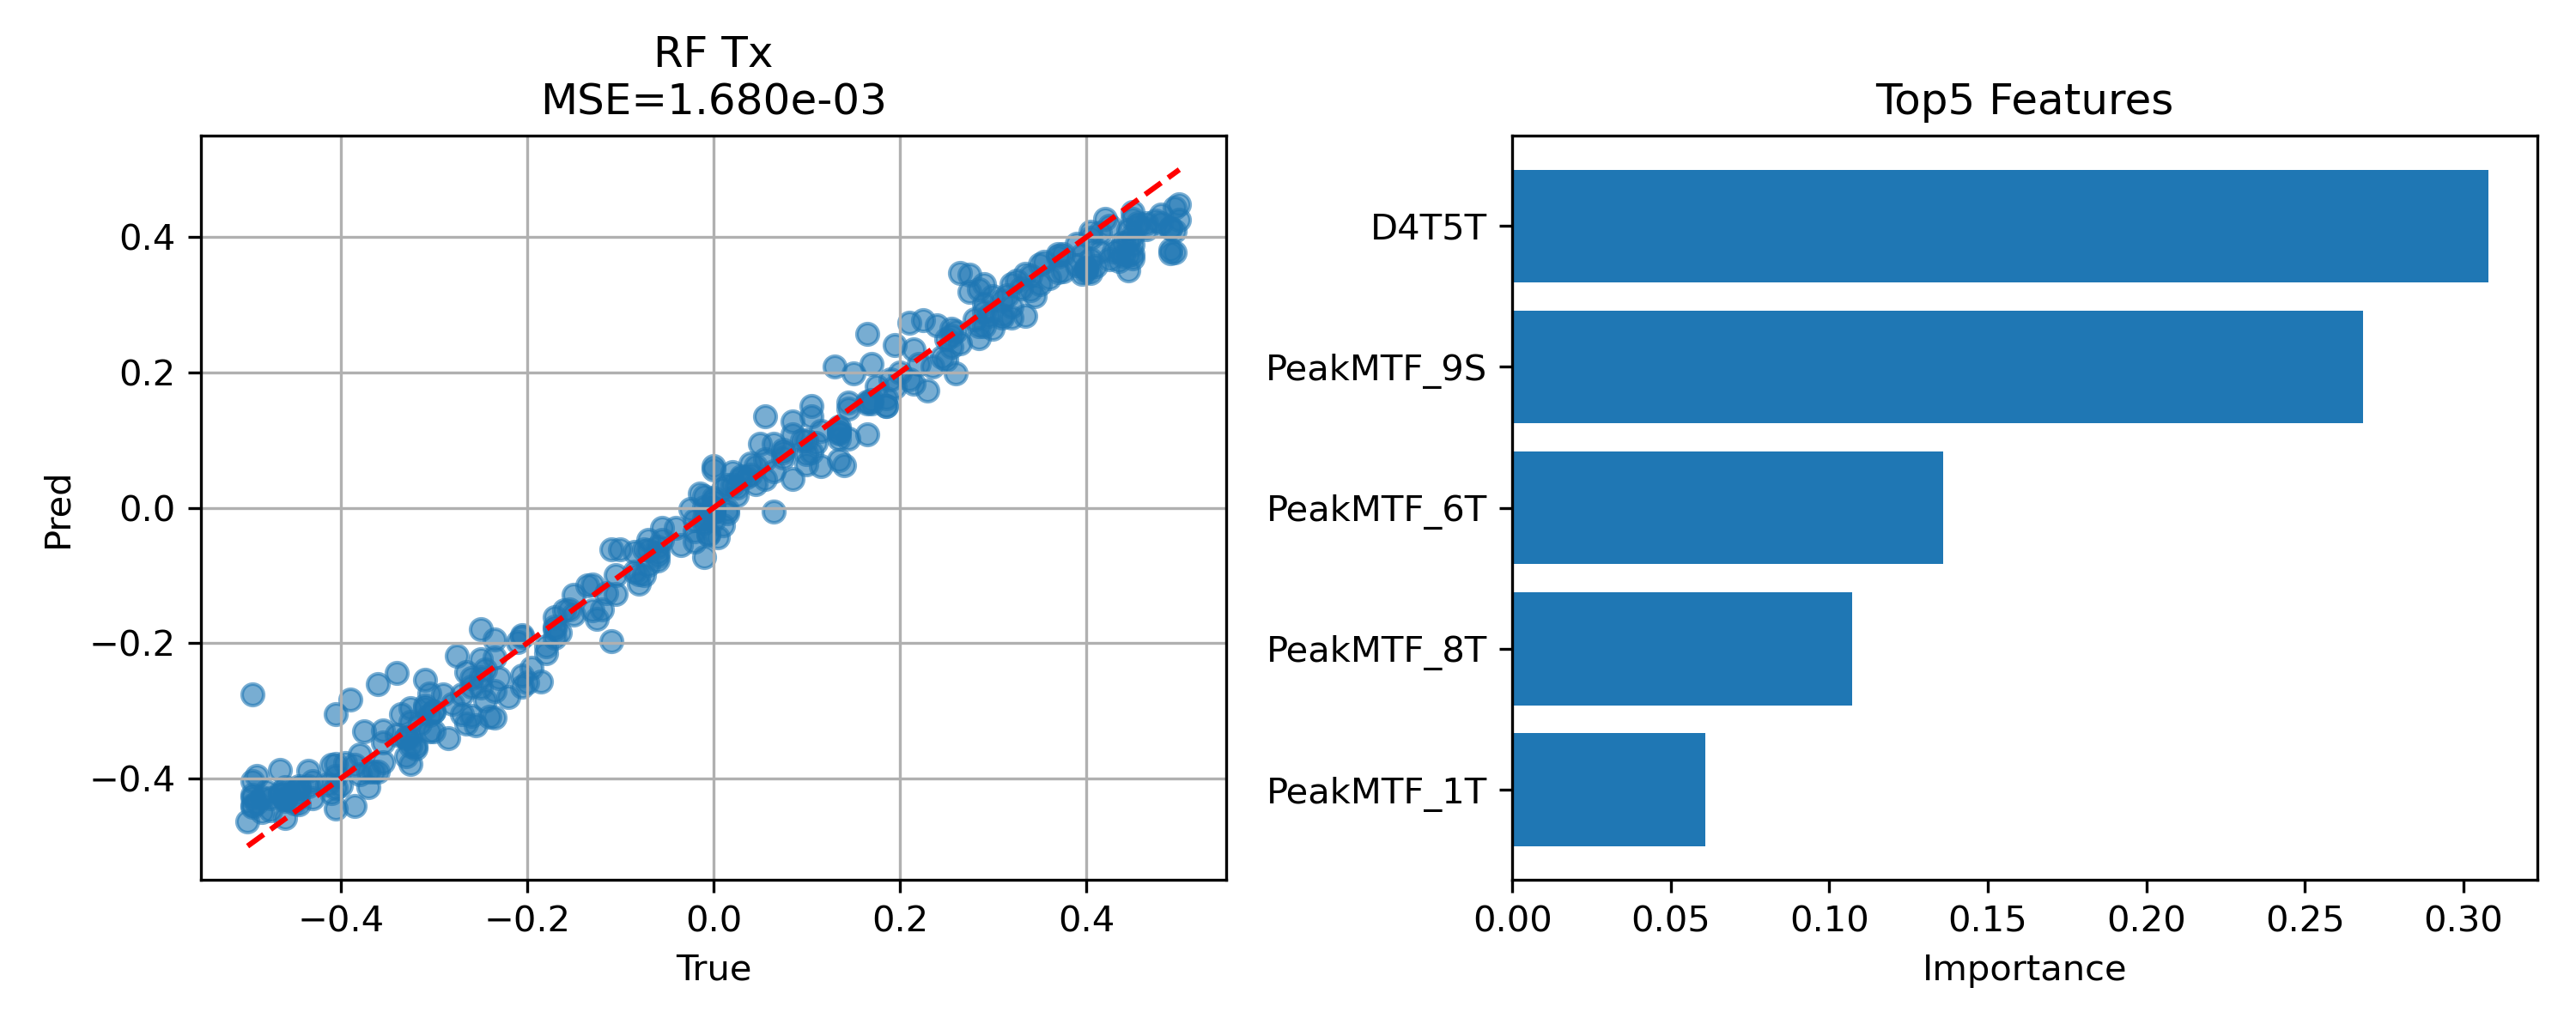 RF Tx
MSE=1.680e-03
0.4
0.2
0.0
−0.2
−0.4
Pred
−0.4 −0.2 0.0 0.2 0.4
True
Top5 Features
D4T5T
PeakMTF_9S
PeakMTF_6T
PeakMTF_8T
PeakMTF_1T
0.00 0.05 0.10 0.15 0.20 0.25 0.30
Importance